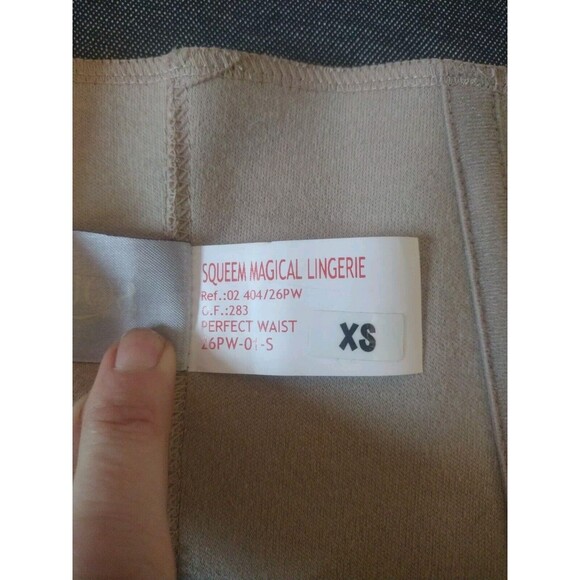 SQUEEM MAGICAL LINGERIE
Ref.:02 404/26PW
O.F.:283
PERFECT WAIST
26PW-01-S
XS